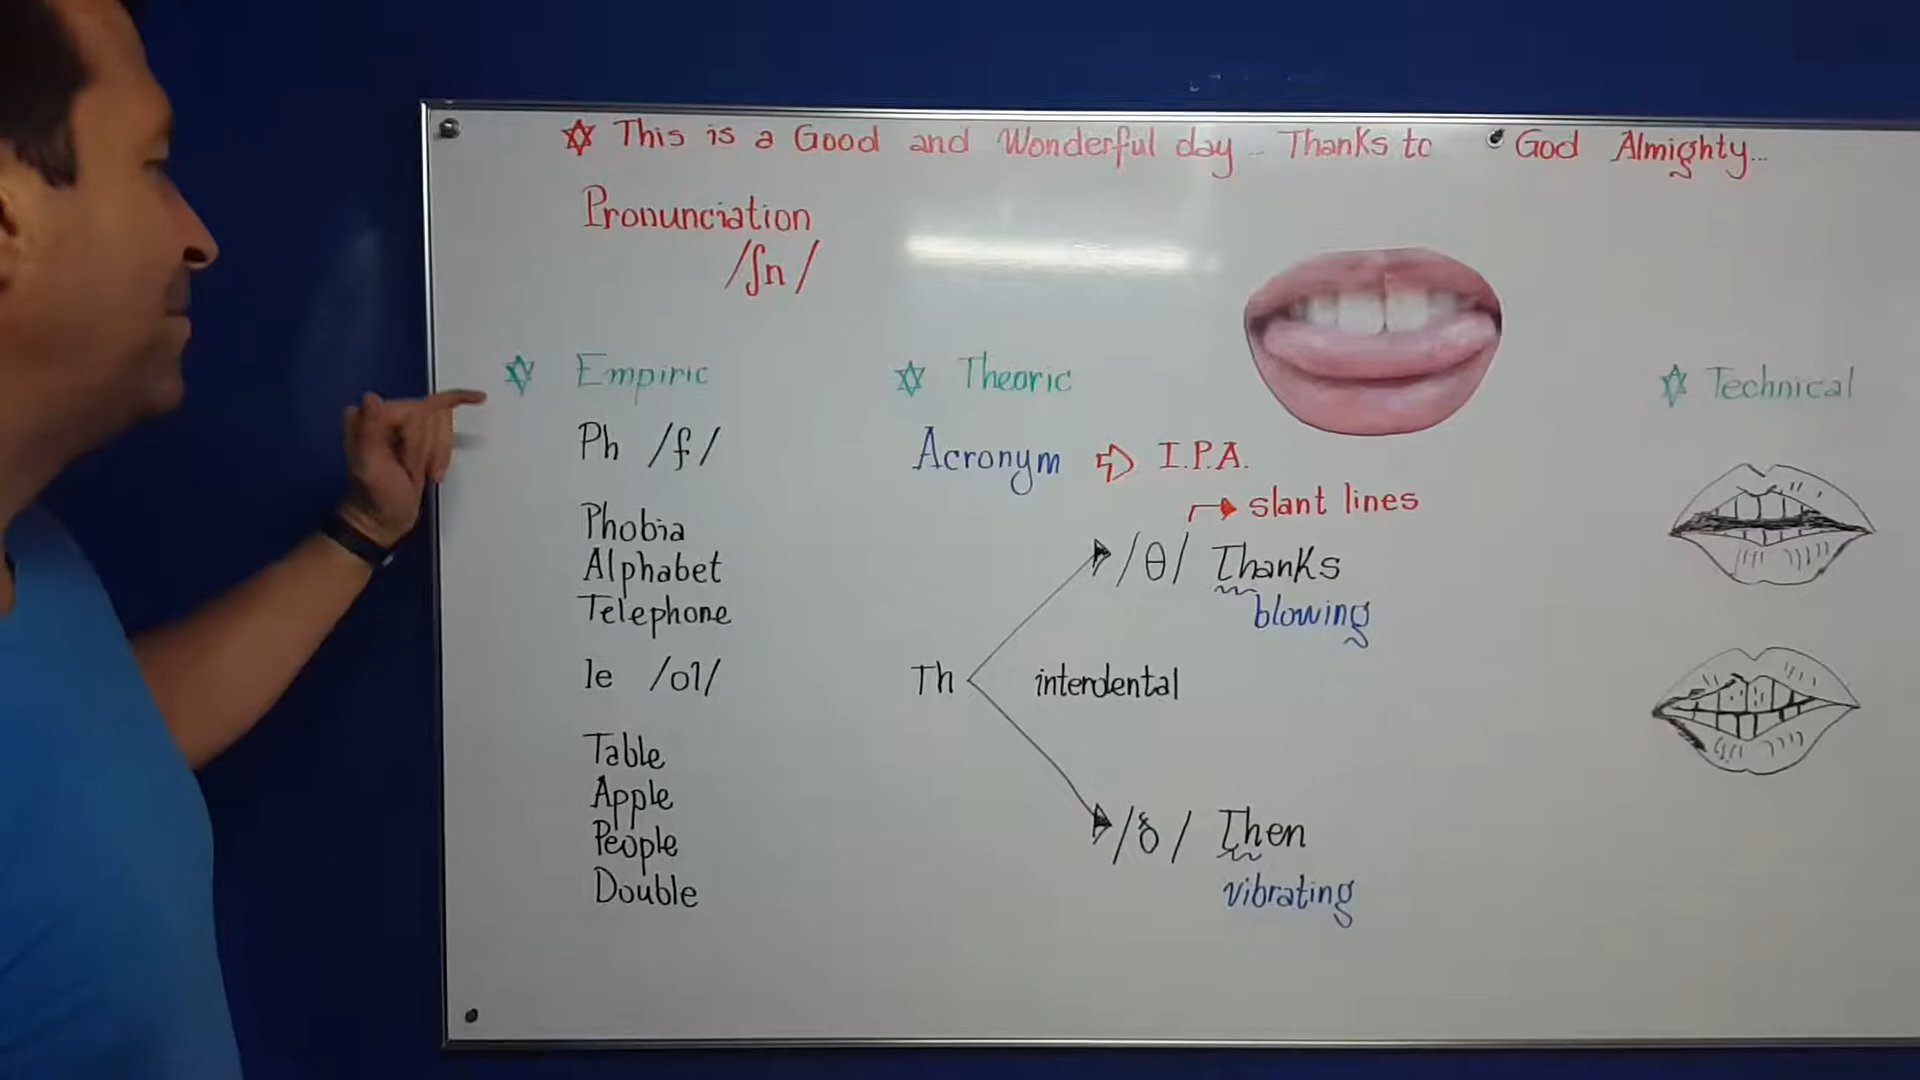 This is a Good and Wonderful day.. Thanks to God Almighty...
Pronunciation
/ʃn/
Empiric
Ph /f/
Phobia
Alphabet
Telephone
le /ol/
Table
Apple
People
Double
Theoric
Acronym ⇨ I.P.A.
slant lines
/θ/ Thanks
blowing
Th interdental
/ð/ Then
vibrating
Technical